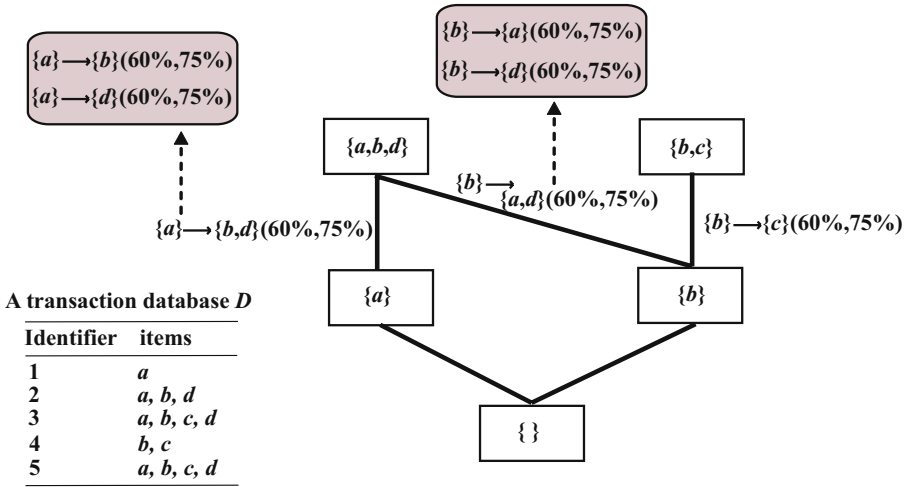 {a}⟶{b}(60%,75%)
{a}⟶{d}(60%,75%)
{b}⟶{a}(60%,75%)
{b}⟶{d}(60%,75%)
{a,b,d}
{b,c}
{b}⟶
{a,d}(60%,75%)
{a}⟶{b,d}(60%,75%)
{b}⟶{c}(60%,75%)
{a}
{b}
A transaction database D
Identifier items
1 a
2 a, b, d
3 a, b, c, d
4 b, c
5 a, b, c, d
{ }